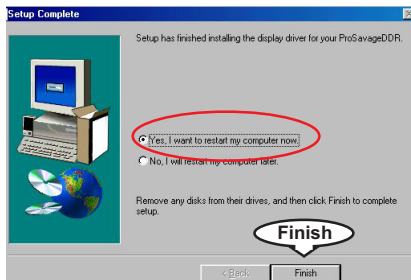 Setup Complete
Setup has finished installing the display driver for your ProSavageDDR.
Yes, I want to restart my computer now.
No, I will restart my computer later.
Remove any disks from their drives, and then click Finish to complete
setup.
Finish
< Back
Finish